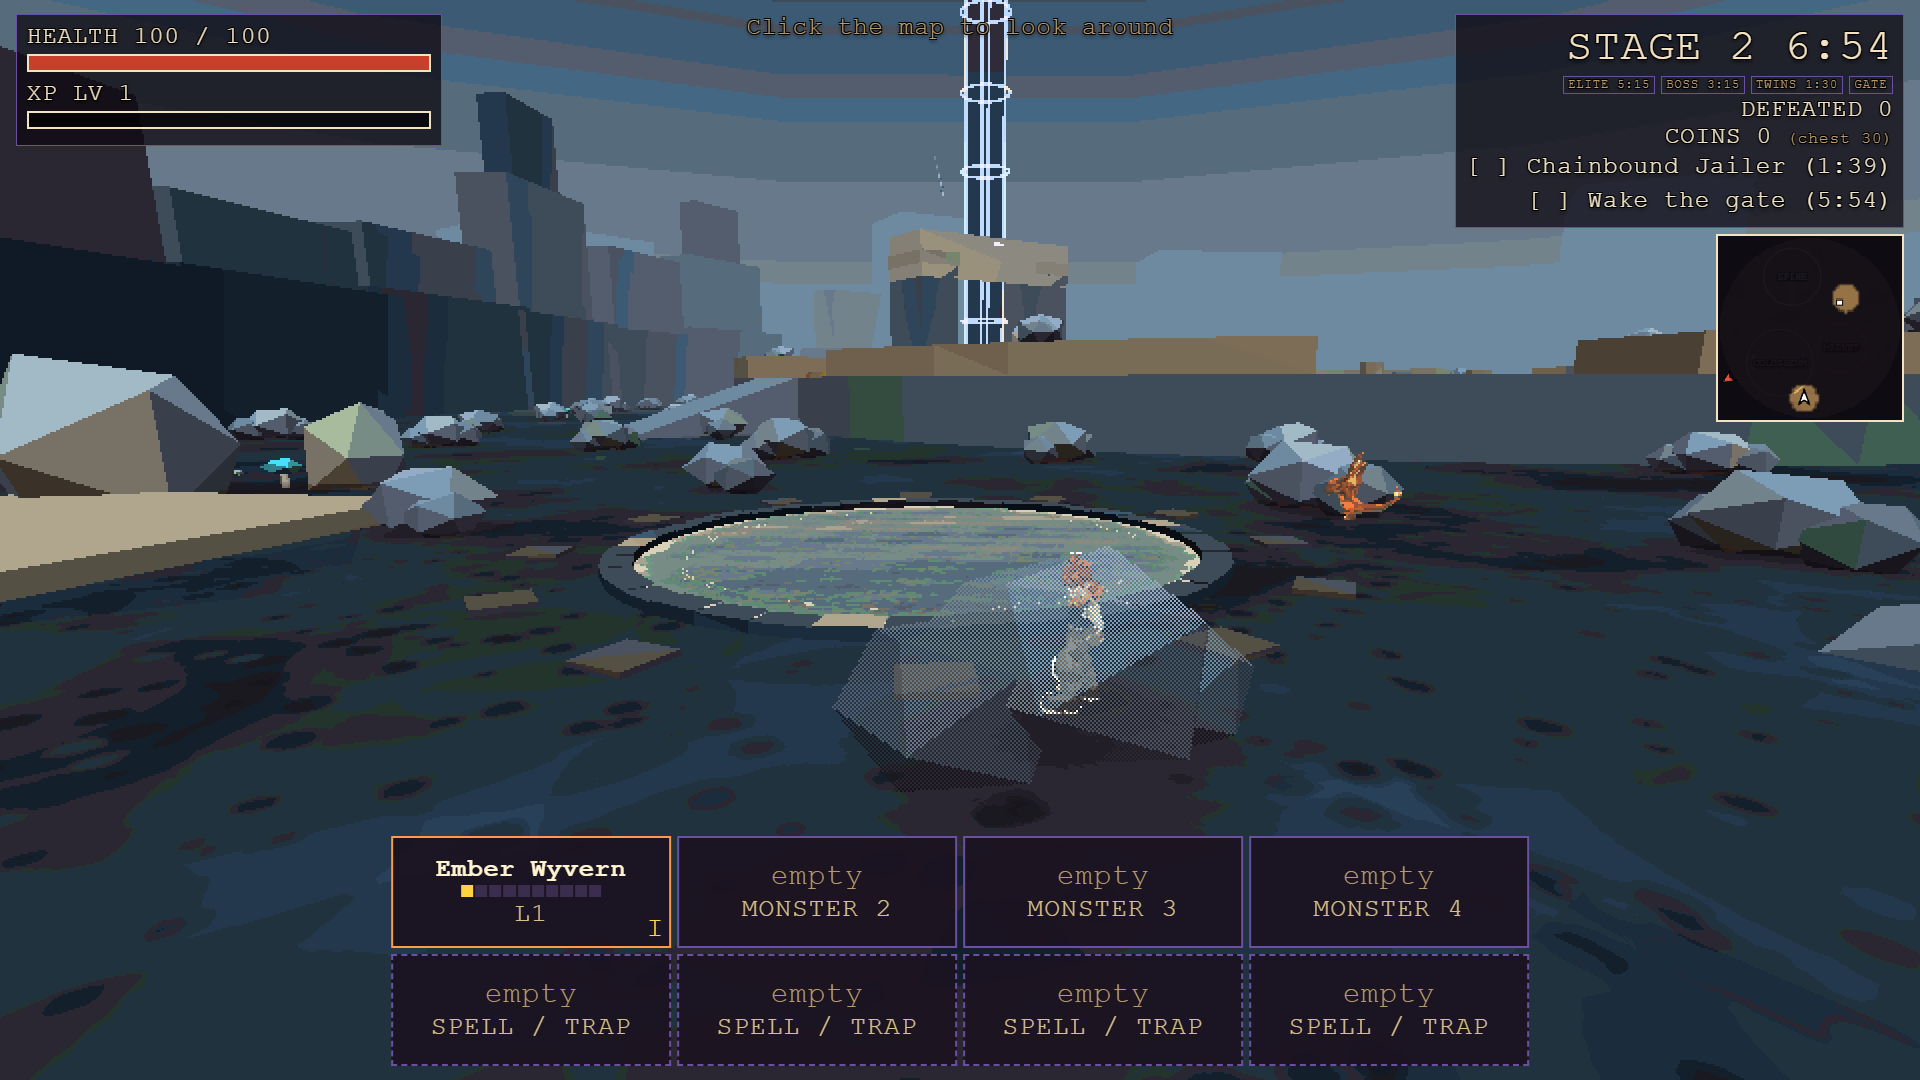 HEALTH 100 / 100
XP LV 1
Click the map to look around
STAGE 2 6:54
ELITE 5:15 BOSS 3:15 TWINS 1:30 GATE
DEFEATED 0
COINS 0 (chest 30)
[ ] Chainbound Jailer (1:39)
[ ] Wake the gate (5:54)
Ember Wyvern
L1
I
empty
MONSTER 2
empty
MONSTER 3
empty
MONSTER 4
empty
SPELL / TRAP
empty
SPELL / TRAP
empty
SPELL / TRAP
empty
SPELL / TRAP